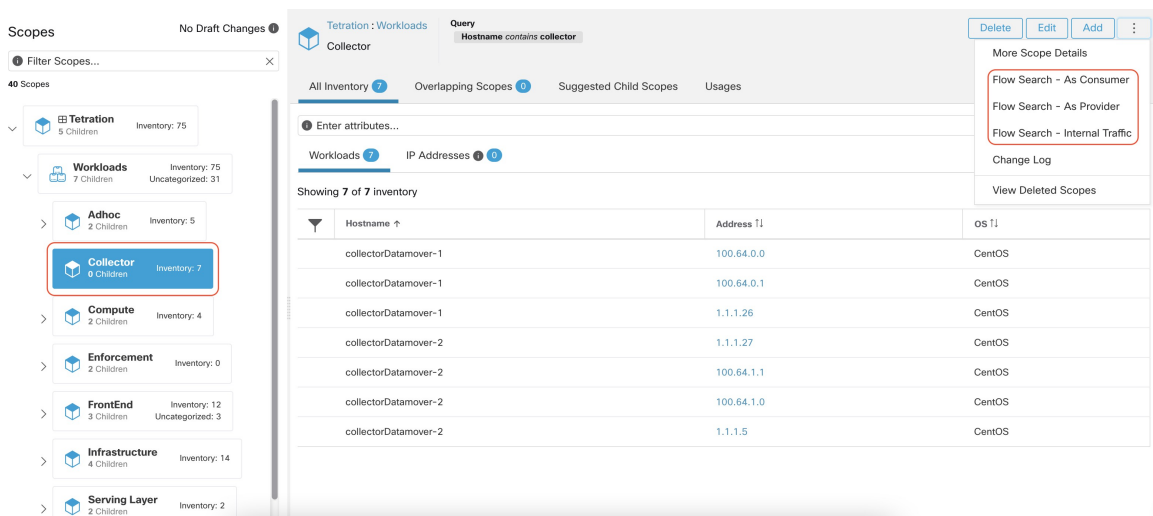 Scopes
No Draft Changes
Filter Scopes...
40 Scopes
Tetration
5 Children
Inventory: 75
Workloads
7 Children
Inventory: 75
Uncategorized: 31
Adhoc
2 Children
Inventory: 5
Collector
0 Children
Inventory: 7
Compute
2 Children
Inventory: 4
Enforcement
2 Children
Inventory: 0
FrontEnd
3 Children
Inventory: 12
Uncategorized: 3
Infrastructure
4 Children
Inventory: 14
Serving Layer
2 Children
Inventory: 2
Tetration : Workloads
Collector
Query
Hostname contains collector
Delete Edit Add
More Scope Details
Flow Search - As Consumer
Flow Search - As Provider
Flow Search - Internal Traffic
Change Log
View Deleted Scopes
All Inventory 7 Overlapping Scopes 0 Suggested Child Scopes Usages
Enter attributes...
Workloads 7 IP Addresses 0
Showing 7 of 7 inventory
Hostname ↑ Address ↑↓ OS ↑↓
collectorDatamover-1 100.64.0.0 CentOS
collectorDatamover-1 100.64.0.1 CentOS
collectorDatamover-1 1.1.1.26 CentOS
collectorDatamover-2 1.1.1.27 CentOS
collectorDatamover-2 100.64.1.1 CentOS
collectorDatamover-2 100.64.1.0 CentOS
collectorDatamover-2 1.1.1.5 CentOS